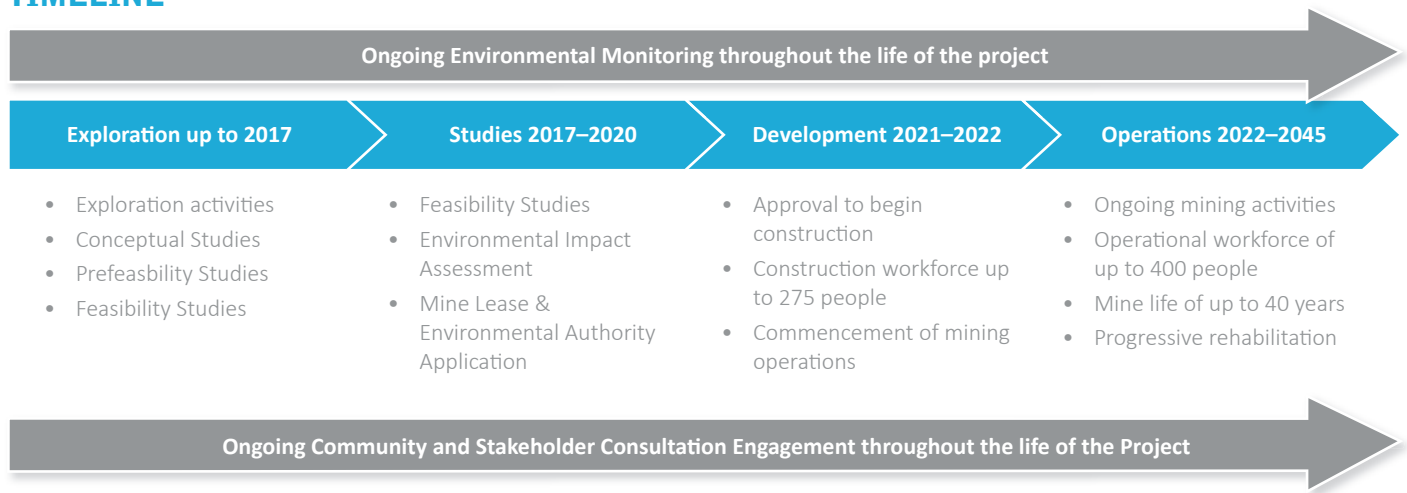 TIMELINE
Ongoing Environmental Monitoring throughout the life of the project
Exploration up to 2017
Studies 2017–2020
Development 2021–2022
Operations 2022–2045
• Exploration activities
• Conceptual Studies
• Prefeasbility Studies
• Feasibility Studies
• Feasibility Studies
• Environmental Impact
Assessment
• Mine Lease &
Environmental Authority
Application
• Approval to begin
construction
• Construction workforce up
to 275 people
• Commencement of mining
operations
• Ongoing mining activities
• Operational workforce of
up to 400 people
• Mine life of up to 40 years
• Progressive rehabilitation
Ongoing Community and Stakeholder Consultation Engagement throughout the life of the Project